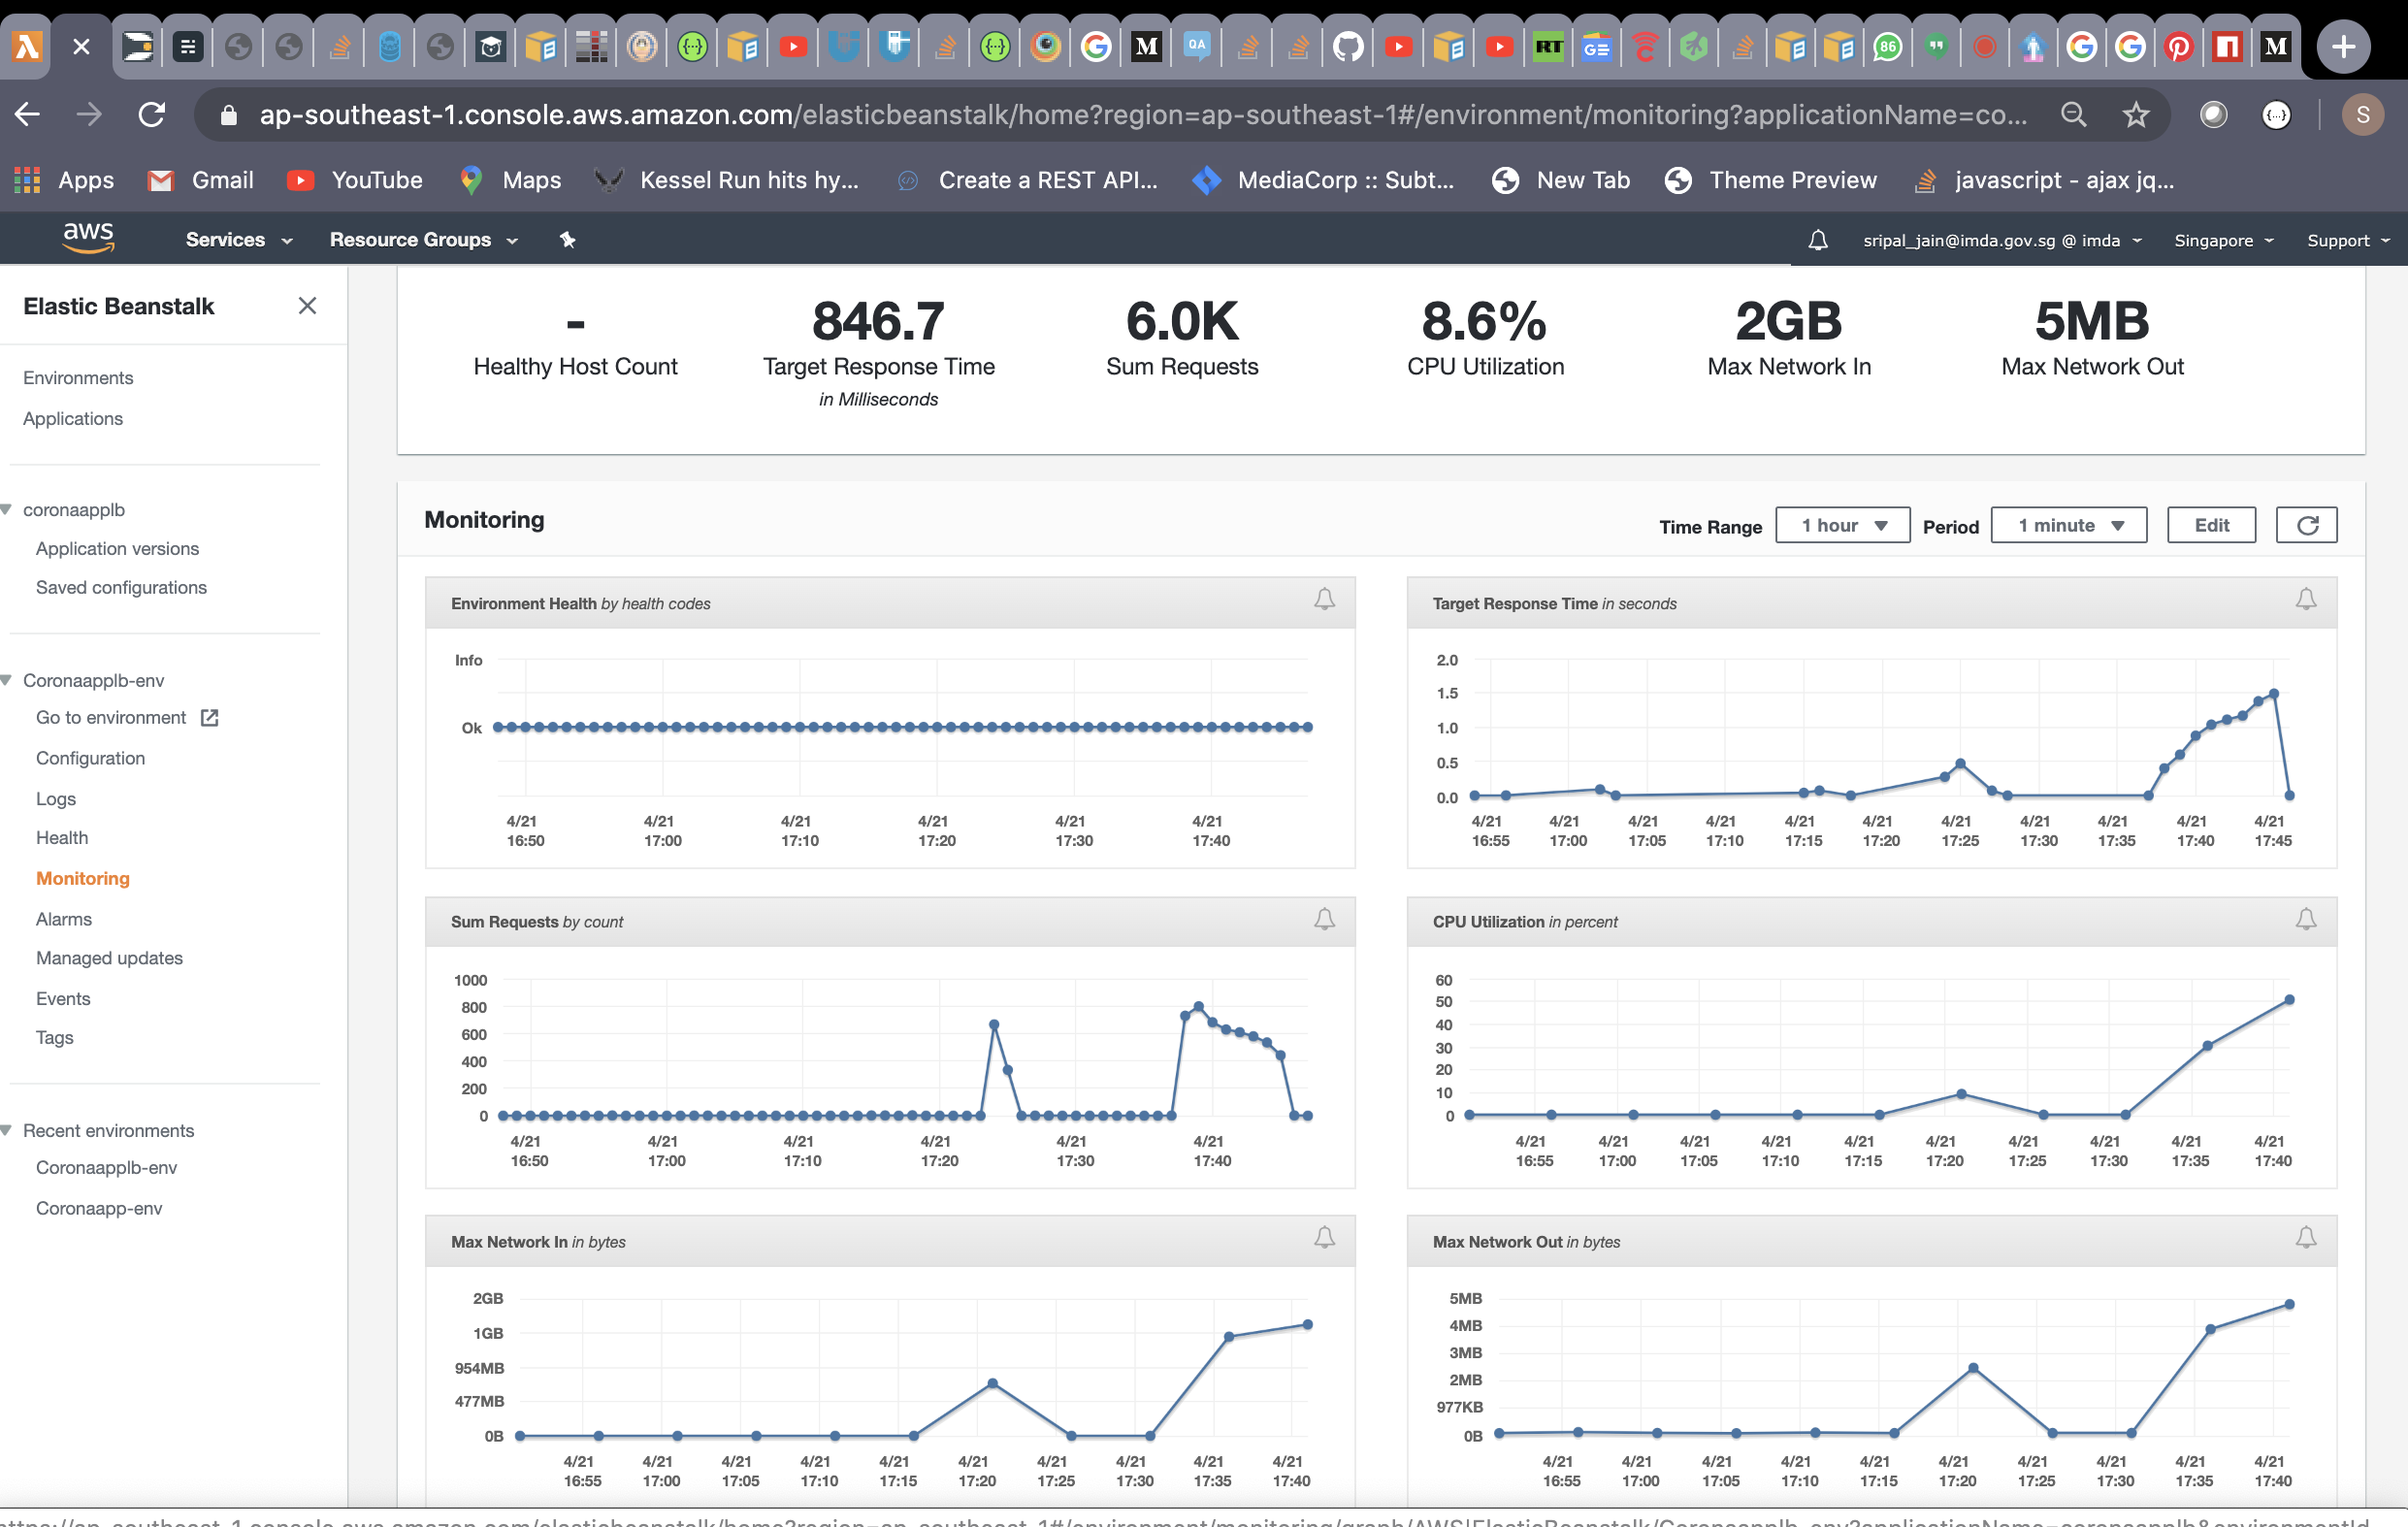 86
ap-southeast-1.console.aws.amazon.com/elasticbeanstalk/home?region=ap-southeast-1#/environment/monitoring?applicationName=co...
S
Apps Gmail YouTube Maps Kessel Run hits hy... Create a REST API... MediaCorp :: Subt... New Tab Theme Preview javascript - ajax jq...
aws Services Resource Groups sripal_jain@imda.gov.sg @ imda Singapore Support
Elastic Beanstalk
Environments
Applications
coronaapplb
Application versions
Saved configurations
Coronaapplb-env
Go to environment
Configuration
Logs
Health
Monitoring
Alarms
Managed updates
Events
Tags
Recent environments
Coronaapplb-env
Coronaapp-env
- 846.7 6.0K 8.6% 2GB 5MB
Healthy Host Count Target Response Time Sum Requests CPU Utilization Max Network In Max Network Out
in Milliseconds
Monitoring
Time Range 1 hour Period 1 minute Edit
Environment Health by health codes
Info
Ok
4/21 4/21 4/21 4/21 4/21 4/21
16:50 17:00 17:10 17:20 17:30 17:40
Target Response Time in seconds
2.0
1.5
1.0
0.5
0.0
4/21 4/21 4/21 4/21 4/21 4/21 4/21 4/21 4/21 4/21 4/21
16:55 17:00 17:05 17:10 17:15 17:20 17:25 17:30 17:35 17:40 17:45
Sum Requests by count
1000
800
600
400
200
0
4/21 4/21 4/21 4/21 4/21 4/21
16:50 17:00 17:10 17:20 17:30 17:40
CPU Utilization in percent
60
50
40
30
20
10
0
4/21 4/21 4/21 4/21 4/21 4/21 4/21 4/21 4/21 4/21
16:55 17:00 17:05 17:10 17:15 17:20 17:25 17:30 17:35 17:40
Max Network In in bytes
2GB
1GB
954MB
477MB
0B
4/21 4/21 4/21 4/21 4/21 4/21 4/21 4/21 4/21 4/21
16:55 17:00 17:05 17:10 17:15 17:20 17:25 17:30 17:35 17:40
Max Network Out in bytes
5MB
4MB
3MB
2MB
977KB
0B
4/21 4/21 4/21 4/21 4/21 4/21 4/21 4/21 4/21 4/21
16:55 17:00 17:05 17:10 17:15 17:20 17:25 17:30 17:35 17:40